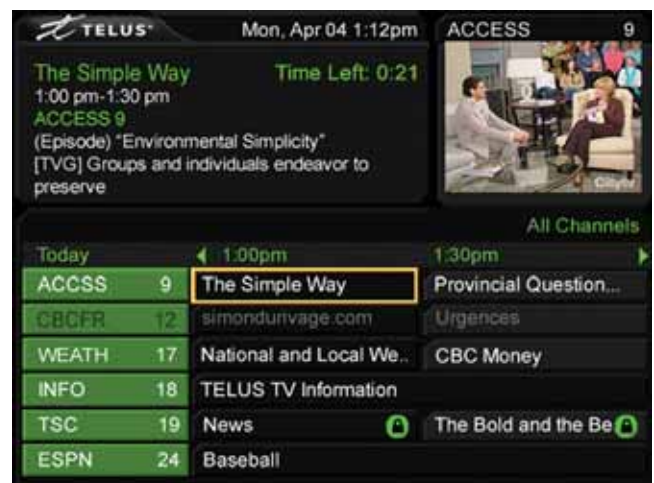 TELUS
Mon, Apr 04 1:12pm
ACCESS 9
The Simple Way
Time Left: 0:21
1:00 pm-1:30 pm
ACCESS 9
(Episode) "Environmental Simplicity"
[TVG] Groups and individuals endeavor to
preserve
Citytv
All Channels
Today 1:00pm 1:30pm
ACCSS 9 The Simple Way Provincial Question...
CBCFR 12 simondurivage.com Urgences
WEATH 17 National and Local We.. CBC Money
INFO 18 TELUS TV Information
TSC 19 News The Bold and the Be
ESPN 24 Baseball